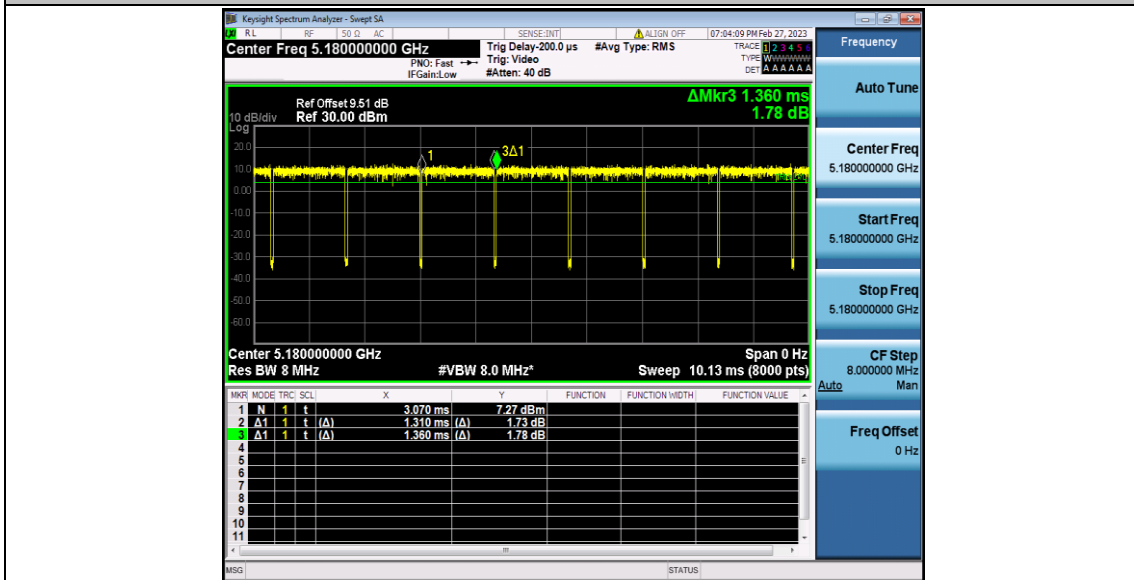 Keysight Spectrum Analyzer - Swept SA
RL RF 50 Ω AC SENSE:INT ALIGN OFF 07:04:09 PM Feb 27, 2023
Center Freq 5.180000000 GHz
PNO: Fast
IFGain:Low
Trig Delay-200.0 µs
Trig: Video
#Atten: 40 dB
#Avg Type: RMS
TRACE 1 2 3 4 5 6
TYPE WWWWWW
DET A A A A A A
10 dB/div
Log
Ref Offset 9.51 dB
Ref 30.00 dBm
ΔMkr3 1.360 ms
1.78 dB
20.0
10.0
0.00
-10.0
-20.0
-30.0
-40.0
-50.0
-60.0
1
3Δ1
Center 5.180000000 GHz Span 0 Hz
Res BW 8 MHz #VBW 8.0 MHz* Sweep 10.13 ms (8000 pts)
MKR MODE TRC SCL X Y FUNCTION FUNCTION WIDTH FUNCTION VALUE
1 N 1 t 3.070 ms 7.27 dBm
2 Δ1 1 t (Δ) 1.310 ms (Δ) 1.73 dB
3 Δ1 1 t (Δ) 1.360 ms (Δ) 1.78 dB
4
5
6
7
8
9
10
11
MSG STATUS
Frequency
Auto Tune
Center Freq
5.180000000 GHz
Start Freq
5.180000000 GHz
Stop Freq
5.180000000 GHz
CF Step
8.000000 MHz
Auto Man
Freq Offset
0 Hz